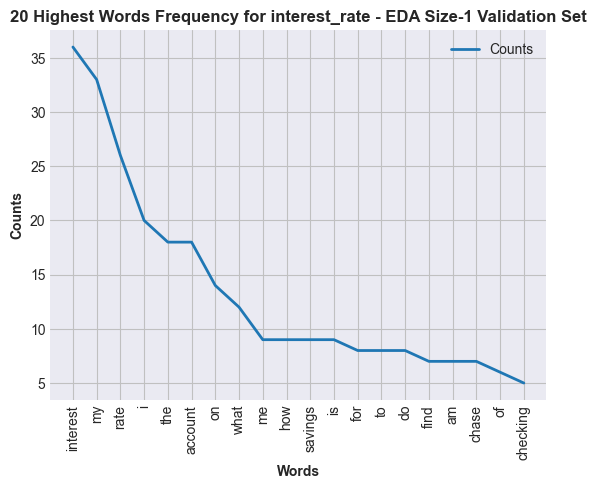 20 Highest Words Frequency for interest_rate - EDA Size-1 Validation Set
Counts
35
30
25
20
15
10
5
Counts
interest
my
rate
i
the
account
on
what
me
how
savings
is
for
to
do
find
am
chase
of
checking
Words